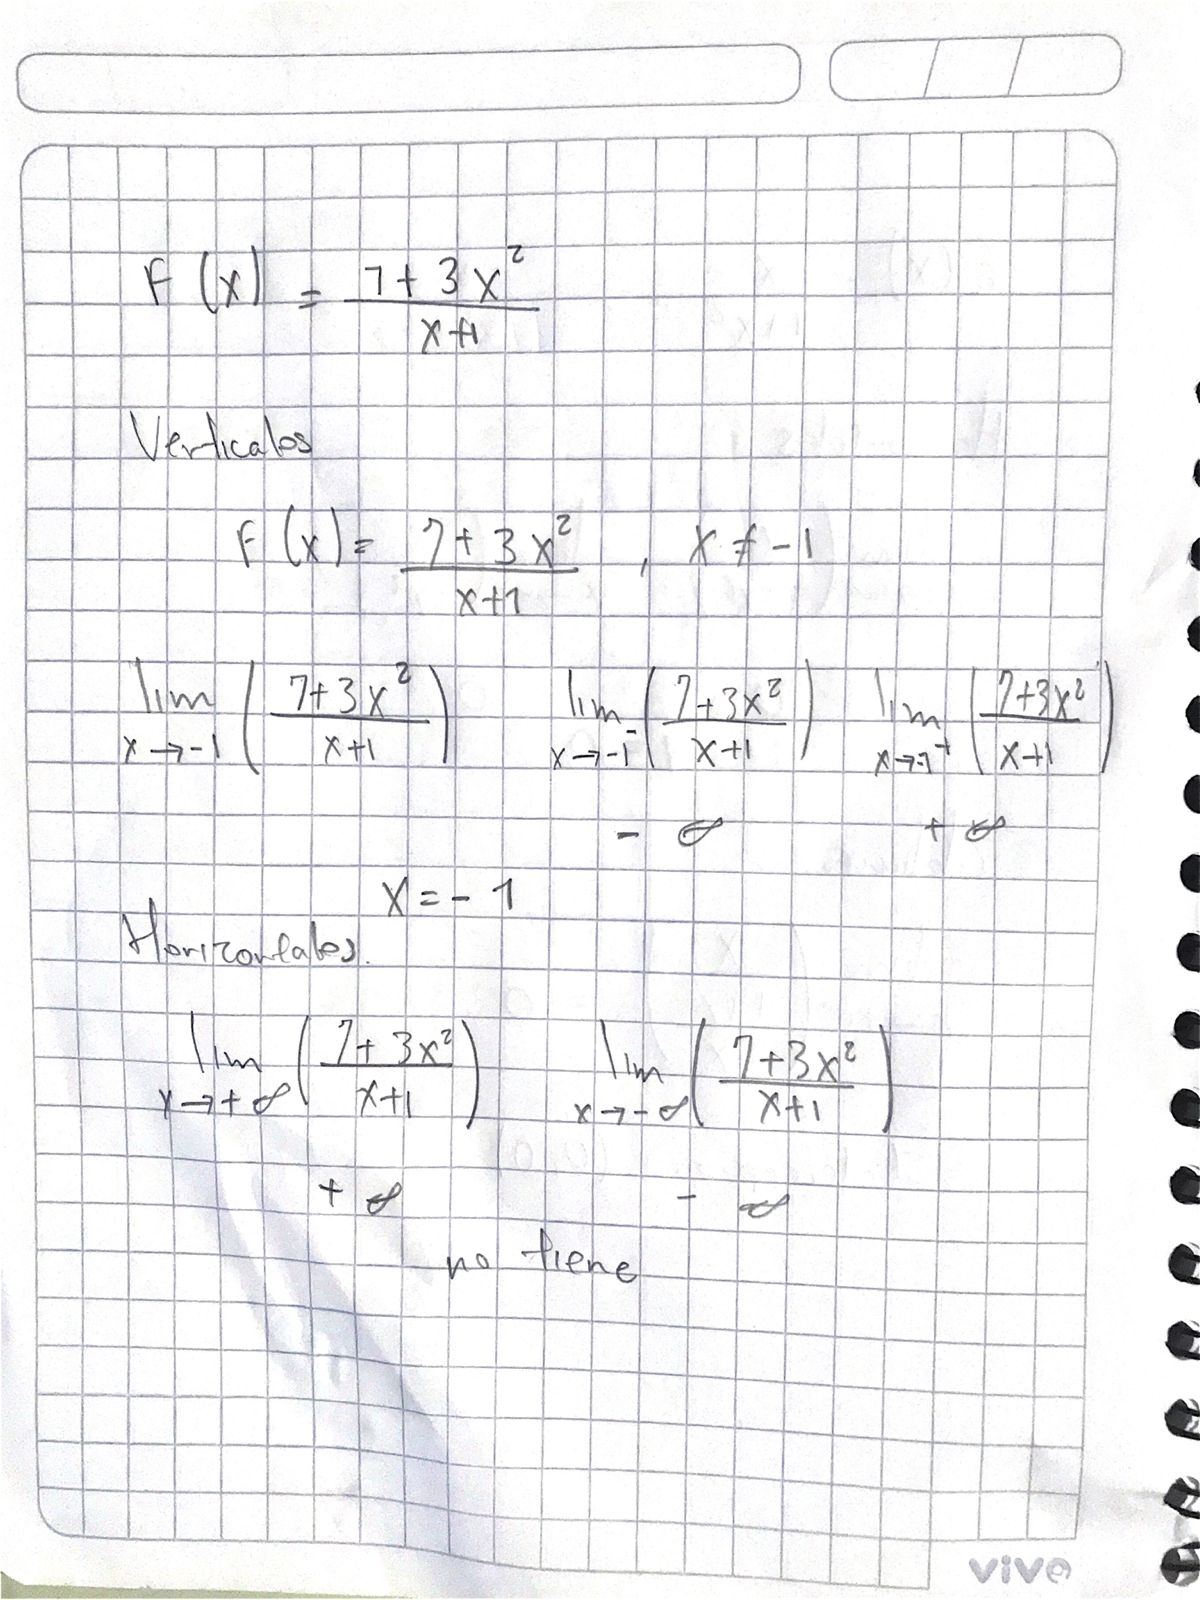 F (x) = 7+3x² / x+1
Verticales
F (x) = 7+3x² / x+1 , x ≠ -1
lim x→-1 (7+3x² / x+1) lim x→-1⁻ (7+3x² / x+1) lim x→-1⁺ (7+3x² / x+1)
- ∞ + ∞
x = - 1
Horizontales.
lim x→+∞ (7+3x² / x+1) lim x→-∞ (7+3x² / x+1)
+ ∞ - ∞
no tiene
vive